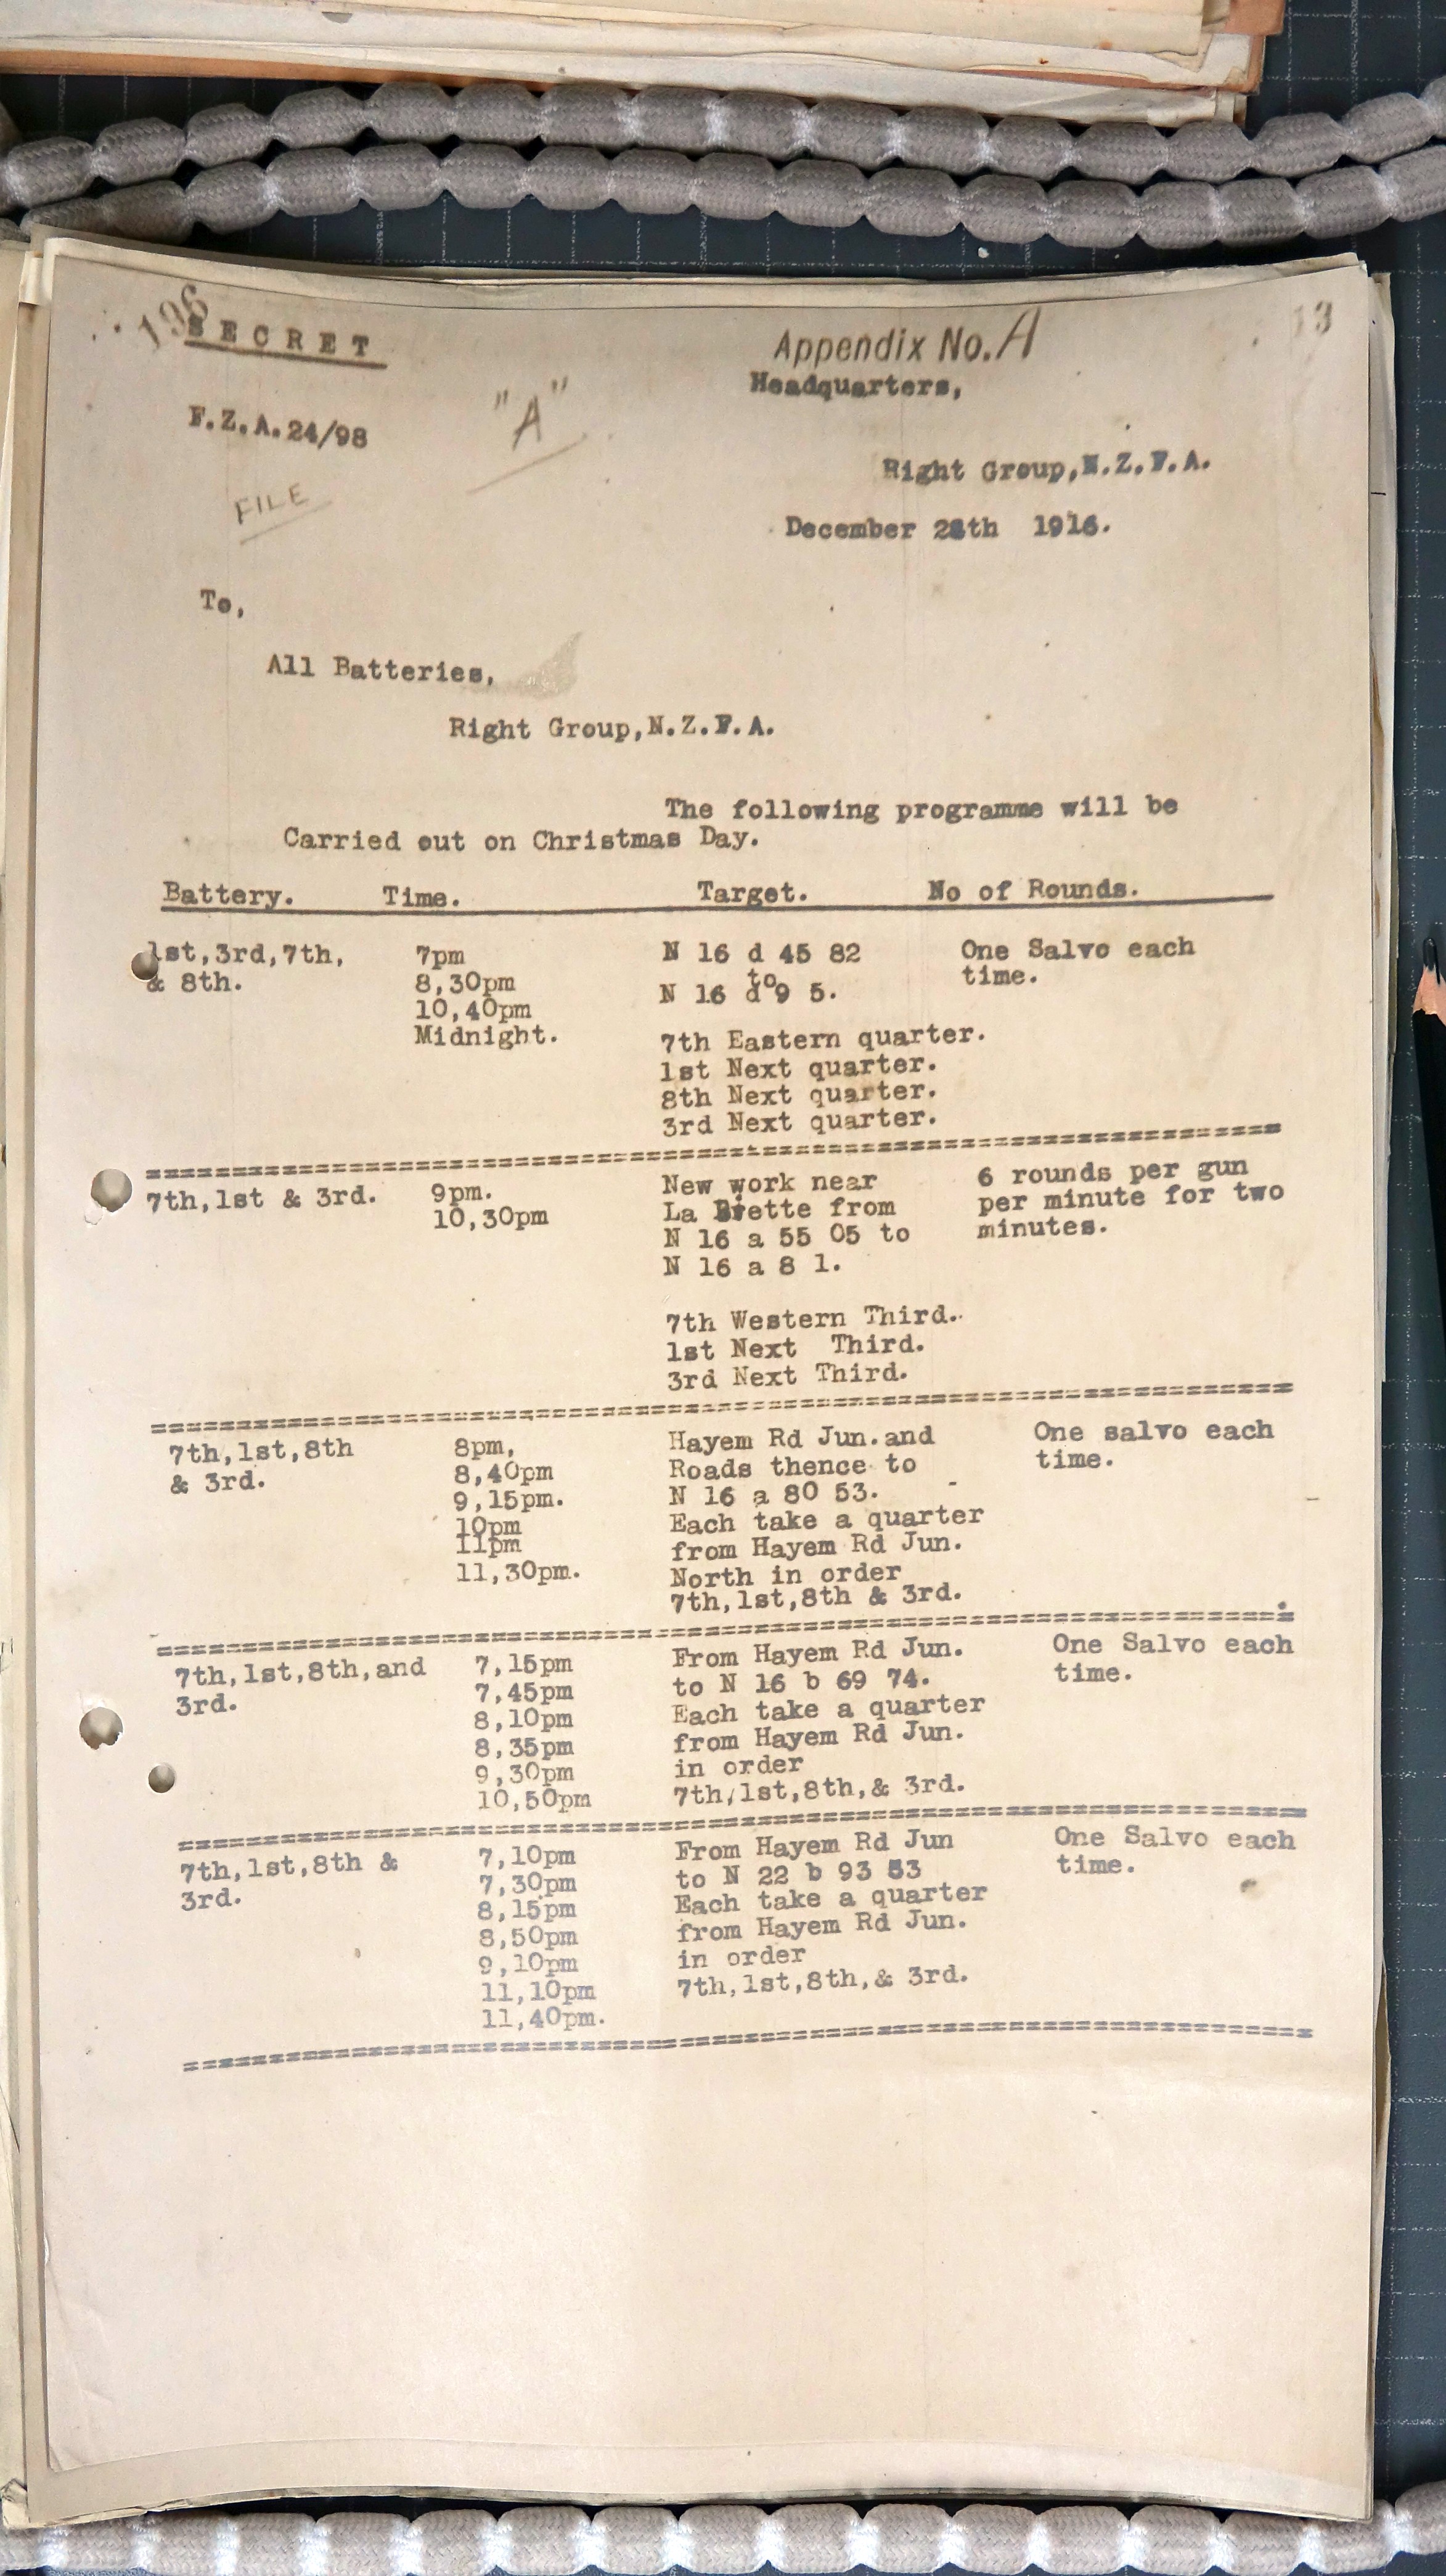 196
13
SECRET
Appendix No. A
Headquarters,
F.Z.A.24/98
"A"
Right Group,N.Z.F.A.
FILE
December 24th 1916.
To,
All Batteries,
Right Group,N.Z.F.A.
The following programme will be
Carried out on Christmas Day.
Battery. Time. Target. No of Rounds.
1st,3rd,7th, 7pm N 16 d 45 82 One Salvo each
& 8th. 8,30pm to time.
10,40pm N 16 d 9 5.
Midnight. 7th Eastern quarter.
1st Next quarter.
8th Next quarter.
3rd Next quarter.
7th,1st & 3rd. 9pm. New work near 6 rounds per gun
10,30pm La from per minute for two
N 16 a 55 05 to minutes.
N 16 a 8 1.
7th Western Third.
1st Next Third.
3rd Next Third.
7th,1st,8th 8pm, Hayem Rd Jun.and One salvo each
& 3rd. 8,40pm Roads thence to time.
9,15pm. N 16 a 80 53.
10pm Each take a quarter
11pm from Hayem Rd Jun.
11,30pm. North in order
7th,1st,8th & 3rd.
7th,1st,8th,and 7,15pm From Hayem Rd Jun. One Salvo each
3rd. 7,45pm to N 16 b 69 74. time.
8,10pm Each take a quarter
8,35pm from Hayem Rd Jun.
9,30pm in order
10,50pm 7th,1st,8th,& 3rd.
7th,1st,8th & 7,10pm From Hayem Rd Jun One Salvo each
3rd. 7,30pm to N 22 b 93 53 time.
8,15pm Each take a quarter
8,50pm from Hayem Rd Jun.
9,10pm in order
11,10pm 7th,1st,8th,& 3rd.
11,40pm.